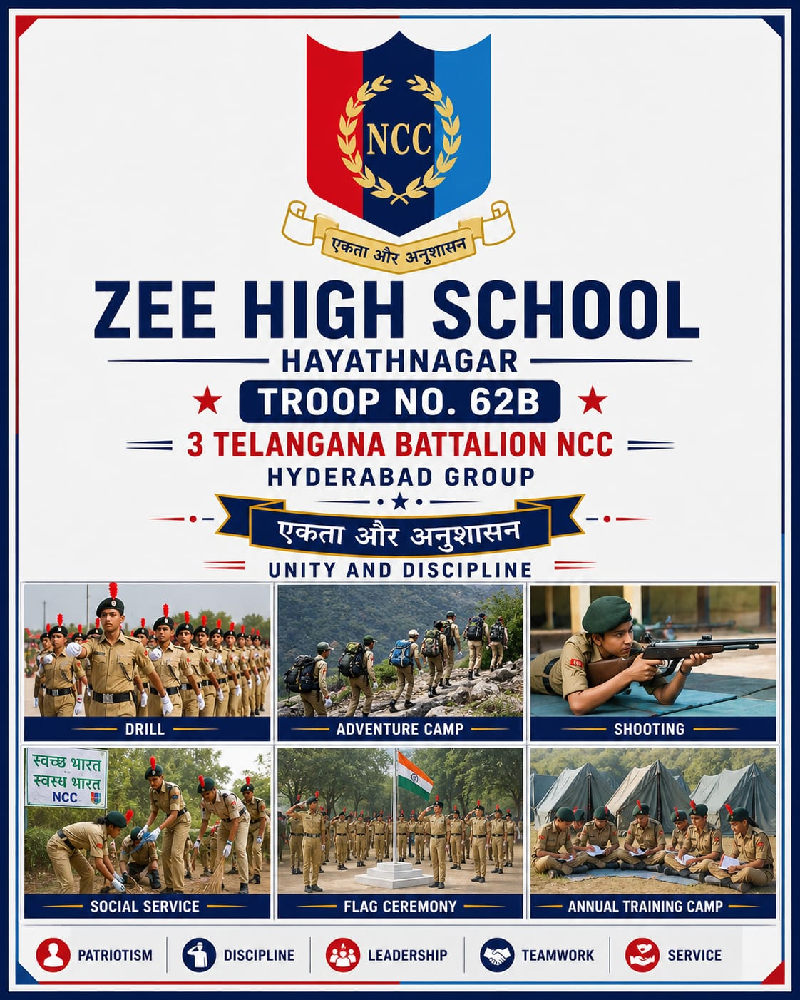 NCC
एकता और अनुशासन
ZEE HIGH SCHOOL
HAYATHNAGAR
TROOP NO. 62B
3 TELANGANA BATTALION NCC
HYDERABAD GROUP
एकता और अनुशासन
UNITY AND DISCIPLINE
DRILL
ADVENTURE CAMP
SHOOTING
स्वच्छ भारत
स्वस्थ भारत
NCC
SOCIAL SERVICE
FLAG CEREMONY
ANNUAL TRAINING CAMP
PATRIOTISM
DISCIPLINE
LEADERSHIP
TEAMWORK
SERVICE